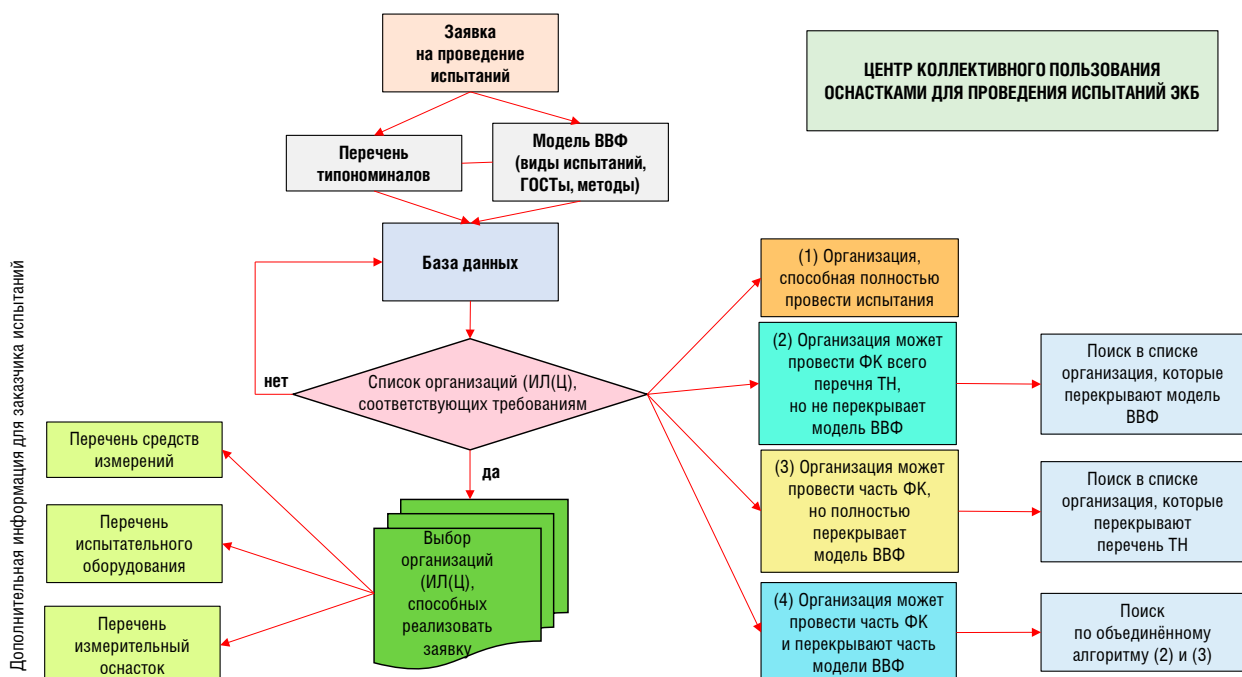 Заявка
на проведение
испытаний
ЦЕНТР КОЛЛЕКТИВНОГО ПОЛЬЗОВАНИЯ
ОСНАСТКАМИ ДЛЯ ПРОВЕДЕНИЯ ИСПЫТАНИЙ ЭКБ
Перечень
типономиналов
Модель ВВФ
(виды испытаний,
ГОСТы, методы)
База данных
нет
Список организаций (ИЛ(Ц),
соответствующих требованиям
да
Выбор
организаций
(ИЛ(Ц),
способных
реализовать
заявку
Дополнительная информация для заказчика испытаний
Перечень средств
измерений
Перечень
испытательного
оборудования
Перечень
измерительный
оснасток
(1) Организация,
способная полностью
провести испытания
(2) Организация может
провести ФК всего
перечня ТН,
но не перекрывает
модель ВВФ
Поиск в списке
организация, которые
перекрывают модель
ВВФ
(3) Организация может
провести часть ФК,
но полностью
перекрывает
модель ВВФ
Поиск в списке
организация, которые
перекрывают
перечень ТН
(4) Организация может
провести часть ФК
и перекрывают часть
модели ВВФ
Поиск
по объединённому
алгоритму (2) и (3)